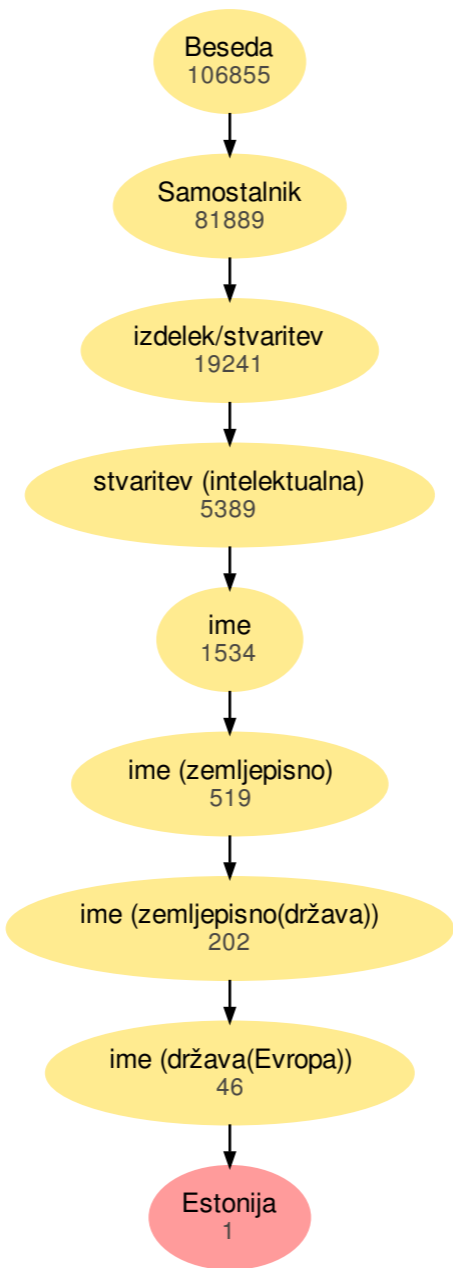 Beseda
106855
Samostalnik
81889
izdelek/stvaritev
19241
stvaritev (intelektualna)
5389
ime
1534
ime (zemljepisno)
519
ime (zemljepisno(država))
202
ime (država(Evropa))
46
Estonija
1